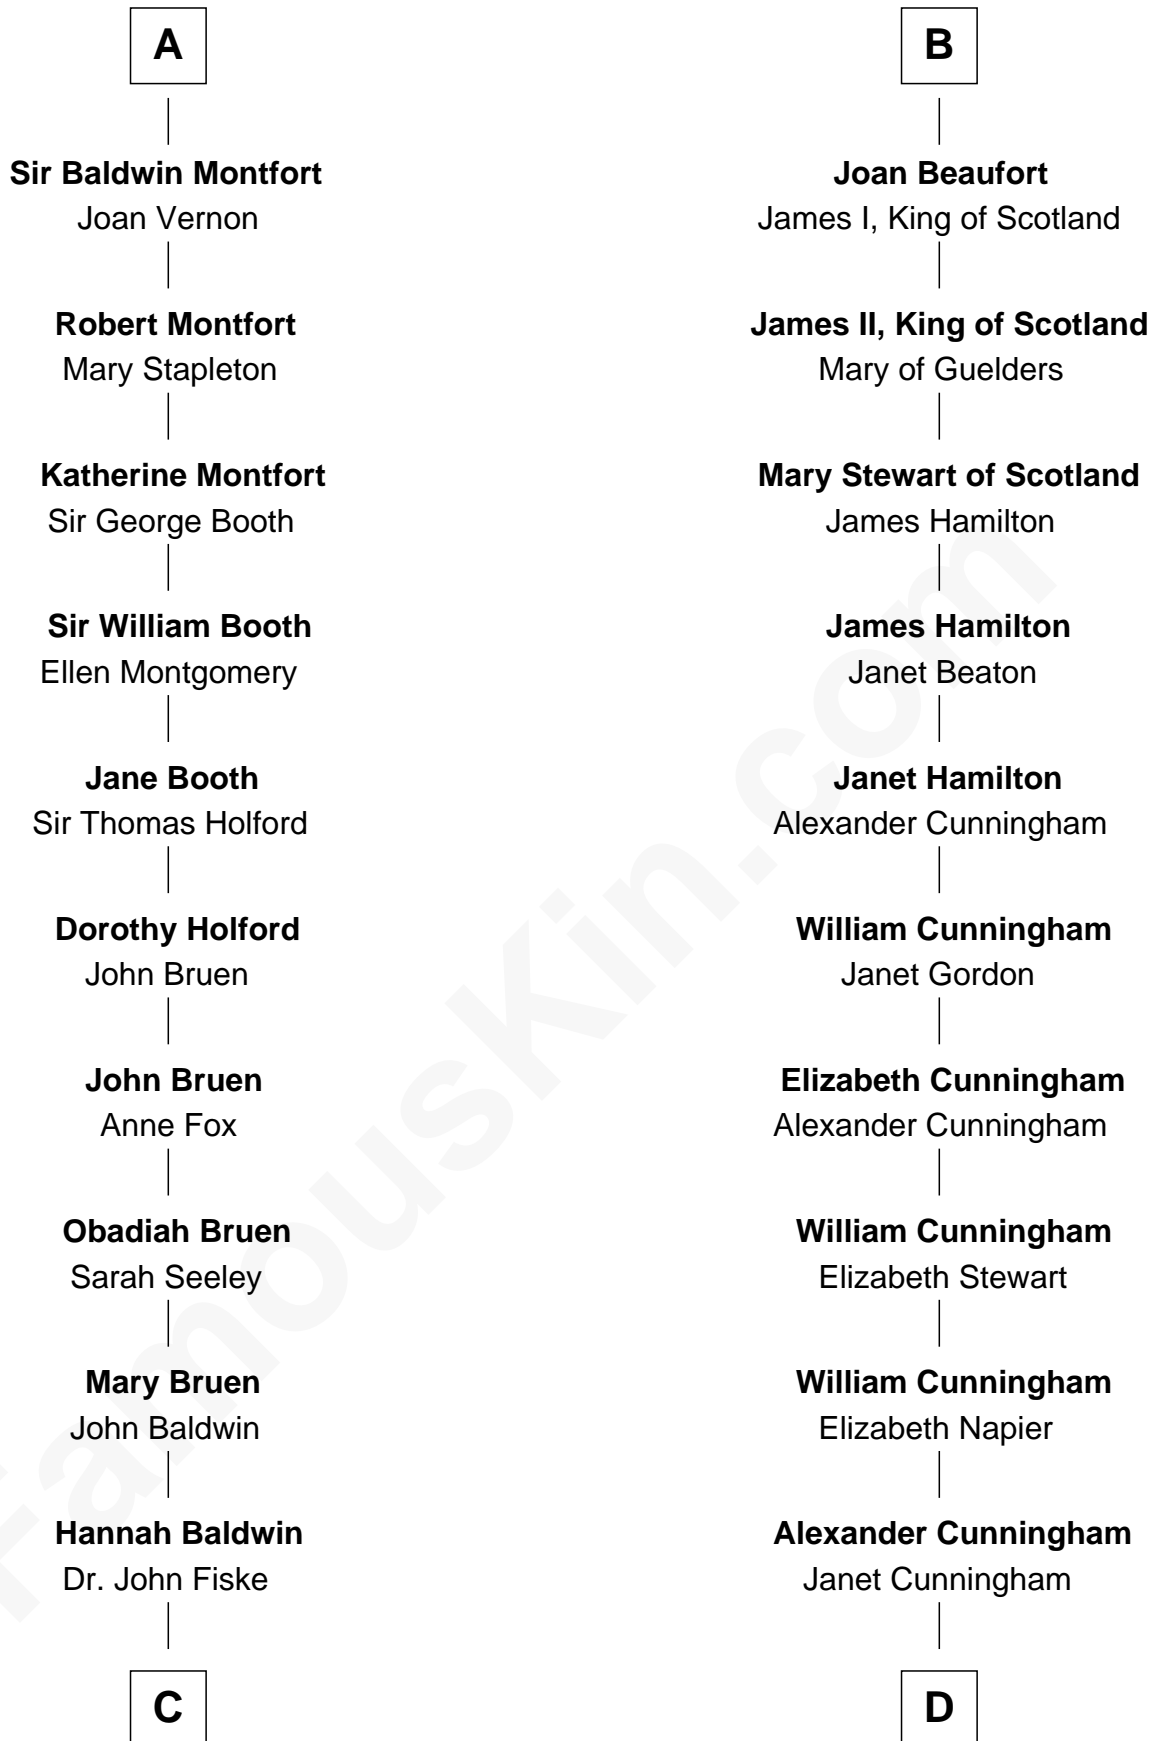 A
Sir Baldwin Montfort
Joan Vernon
Robert Montfort
Mary Stapleton
Katherine Montfort
Sir George Booth
Sir William Booth
Ellen Montgomery
Jane Booth
Sir Thomas Holford
Dorothy Holford
John Bruen
John Bruen
Anne Fox
Obadiah Bruen
Sarah Seeley
Mary Bruen
John Baldwin
Hannah Baldwin
Dr. John Fiske
C
B
Joan Beaufort
James I, King of Scotland
James II, King of Scotland
Mary of Guelders
Mary Stewart of Scotland
James Hamilton
James Hamilton
Janet Beaton
Janet Hamilton
Alexander Cunningham
William Cunningham
Janet Gordon
Elizabeth Cunningham
Alexander Cunningham
William Cunningham
Elizabeth Stewart
William Cunningham
Elizabeth Napier
Alexander Cunningham
Janet Cunningham
D
FamousKin.com